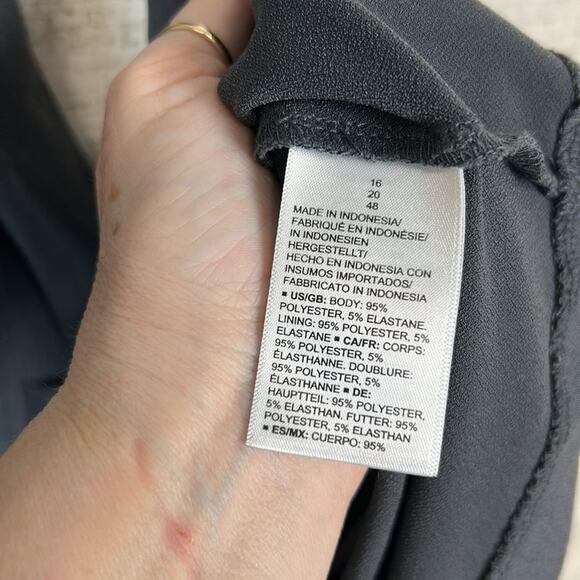 16
20
48
MADE IN INDONESIA/
FABRIQUÉ EN INDONÉSIE/
IN INDONESIEN
HERGESTELLT/
HECHO EN INDONESIA CON
INSUMOS IMPORTADOS/
FABRICATO IN INDONESIA
■ US/GB: BODY: 95%
POLYESTER, 5% ELASTANE.
LINING: 95% POLYESTER, 5%
ELASTANE ■ CA/FR: CORPS:
95% POLYESTER, 5%
ÉLASTHANNE. DOUBLURE:
95% POLYESTER, 5%
ÉLASTHANNE ■ DE:
HAUPTTEIL: 95% POLYESTER,
5% ELASTHAN. FUTTER: 95%
POLYESTER, 5% ELASTHAN
■ ES/MX: CUERPO: 95%